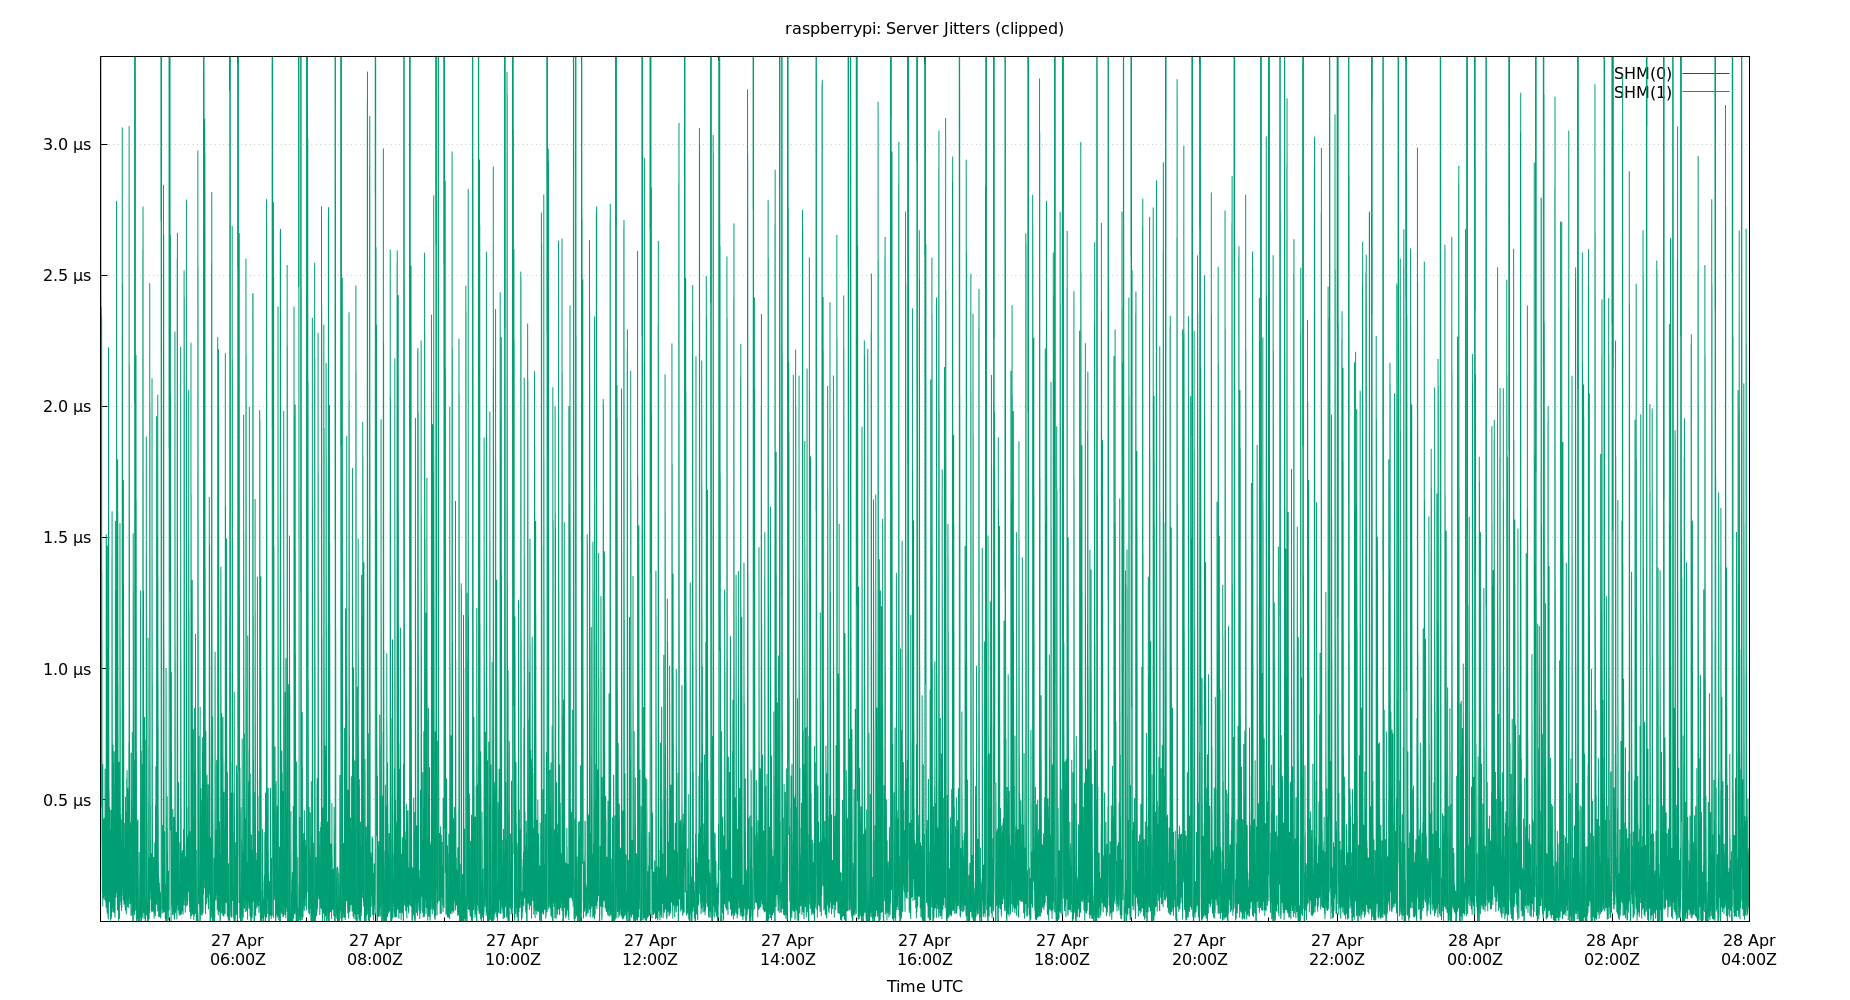 raspberrypi: Server Jitters (clipped)
SHM(0)
SHM(1)
3.0 µs
2.5 µs
2.0 µs
1.5 µs
1.0 µs
0.5 µs
27 Apr 27 Apr 27 Apr 27 Apr 27 Apr 27 Apr 27 Apr 27 Apr 27 Apr 28 Apr 28 Apr 28 Apr
06:00Z 08:00Z 10:00Z 12:00Z 14:00Z 16:00Z 18:00Z 20:00Z 22:00Z 00:00Z 02:00Z 04:00Z
Time UTC